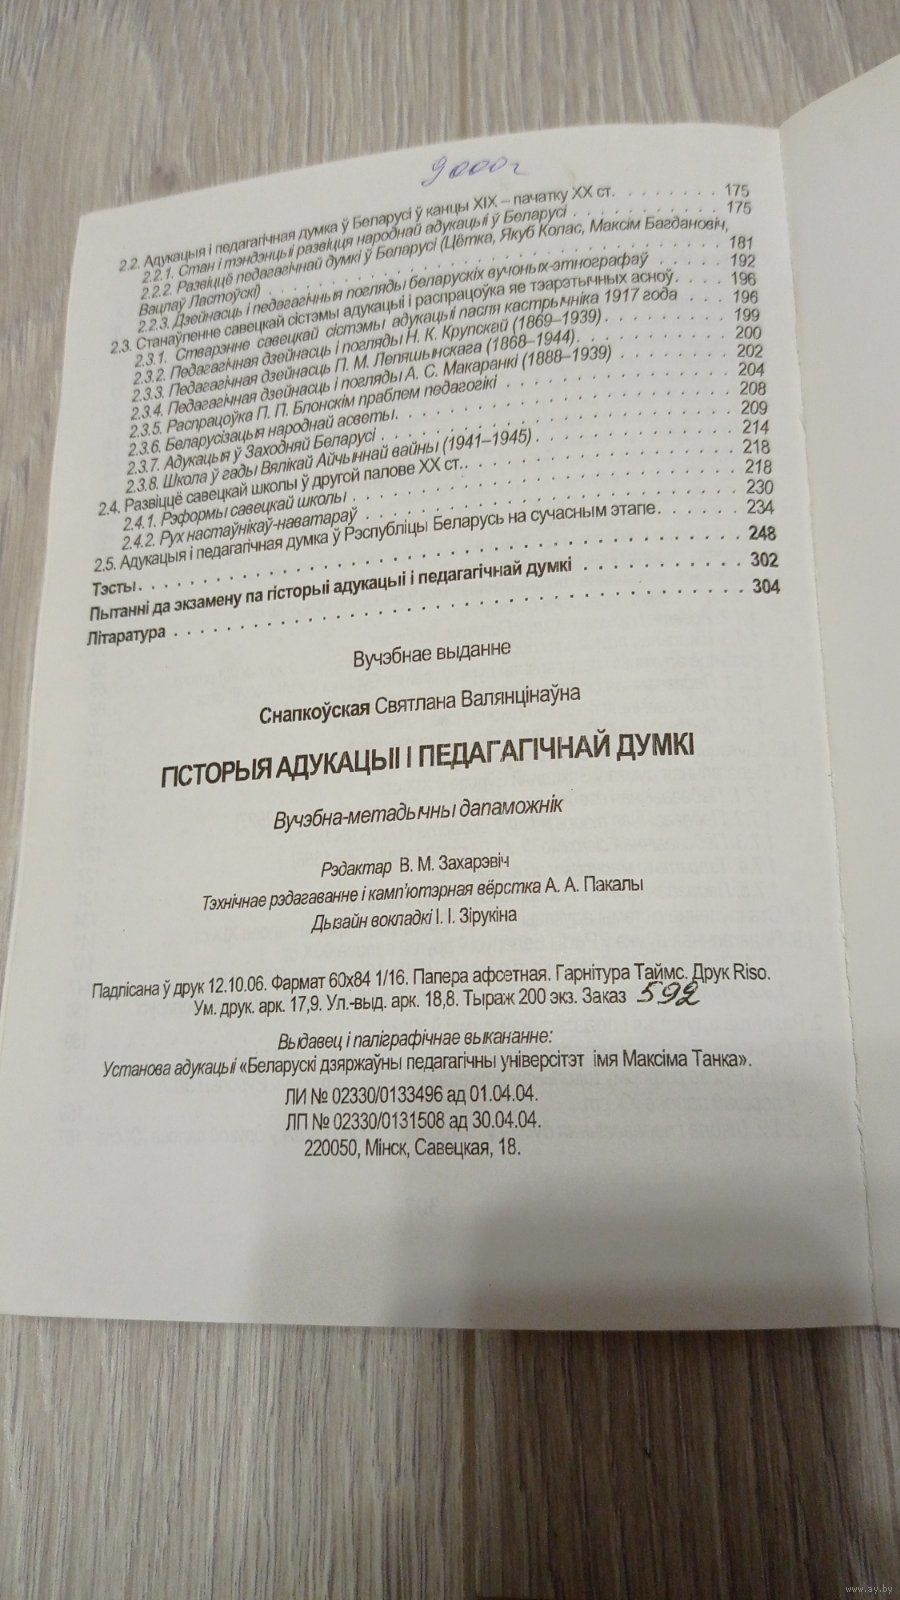 9000 г
2.2. Адукацыя і педагагічная думка ў Беларусі ў канцы XIX – пачатку XX ст. . . . . . . . . 175
2.2.1. Стан і тэндэнцыі развіцця народнай адукацыі ў Беларусі . . . . . . . . . . 175
2.2.2. Развіццё педагагічнай думкі ў Беларусі (Цётка, Якуб Колас, Максім Багдановіч,
Вацлаў Ластоўскі) . . . . . . . . . . . . . . . . . . . . . . . . . . . 181
2.2.3. Дзейнасць і педагагічныя погляды беларускіх вучоных-этнографаў . . . . . . 192
2.3. Станаўленне савецкай сістэмы адукацыі і распрацоўка яе тэарэтычных асноў. . . . . 196
2.3.1. Стварэнне савецкай сістэмы адукацыі пасля кастрычніка 1917 года . . . . 196
2.3.2. Педагагічная дзейнасць і погляды Н. К. Крупскай (1869–1939). . . . . . . . 199
2.3.3. Педагагічная дзейнасць П. М. Лепяшынскага (1868–1944). . . . . . . . . 200
2.3.4. Педагагічная дзейнасць і погляды А. С. Макаранкі (1888–1939) . . . . . . . 202
2.3.5. Распрацоўка П. П. Блонскім праблем педагогікі . . . . . . . . . . . . . . 204
2.3.6. Беларусізацыя народнай асветы. . . . . . . . . . . . . . . . . . . . . 208
2.3.7. Адукацыя ў Заходняй Беларусі . . . . . . . . . . . . . . . . . . . . . . 209
2.3.8. Школа ў гады Вялікай Айчыннай вайны (1941–1945) . . . . . . . . . . . . 214
2.4. Развіццё савецкай школы ў другой палове XX ст. . . . . . . . . . . . . . . . . 218
2.4.1. Рэформы савецкай школы . . . . . . . . . . . . . . . . . . . . . . . . 218
2.4.2. Рух настаўнікаў-наватараў . . . . . . . . . . . . . . . . . . . . . . . 230
2.5. Адукацыя і педагагічная думка ў Рэспубліцы Беларусь на сучасным этапе. . . . . . . 234
Тэсты. . . . . . . . . . . . . . . . . . . . . . . . . . . . . . . . . . . . . 248
Пытанні да экзамену па гісторыі адукацыі і педагагічнай думкі . . . . . . . . . . . 302
Літаратура . . . . . . . . . . . . . . . . . . . . . . . . . . . . . . . . . . 304
Вучэбнае выданне
Снапкоўская Святлана Валянцінаўна
ГІСТОРЫЯ АДУКАЦЫІ І ПЕДАГАГІЧНАЙ ДУМКІ
Вучэбна-метадычны дапаможнік
Рэдактар В. М. Захарэвіч
Тэхнічнае рэдагаванне і камп'ютэрная вёрстка А. А. Пакалы
Дызайн вокладкі І. І. Зірукіна
Падпісана ў друк 12.10.06. Фармат 60х84 1/16. Папера афсетная. Гарнітура Таймс. Друк Riso.
Ум. друк. арк. 17,9. Ул.-выд. арк. 18,8. Тыраж 200 экз. Заказ 592
Выдавец і паліграфічнае выкананне:
Установа адукацыі «Беларускі дзяржаўны педагагічны універсітэт імя Максіма Танка».
ЛИ № 02330/0133496 ад 01.04.04.
ЛП № 02330/0131508 ад 30.04.04.
220050, Мінск, Савецкая, 18.
www.ay.by